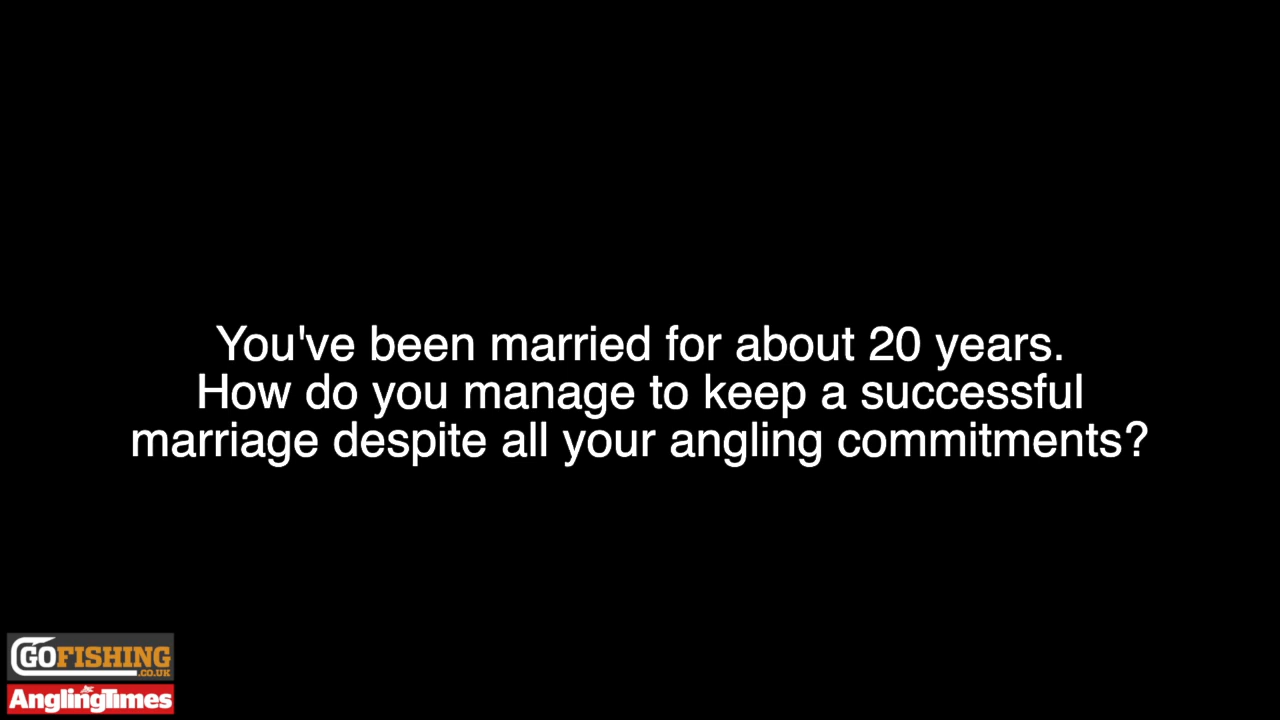 You've been married for about 20 years.
How do you manage to keep a successful
marriage despite all your angling commitments?
GOFISHING
.CO.UK
AnglingTimes